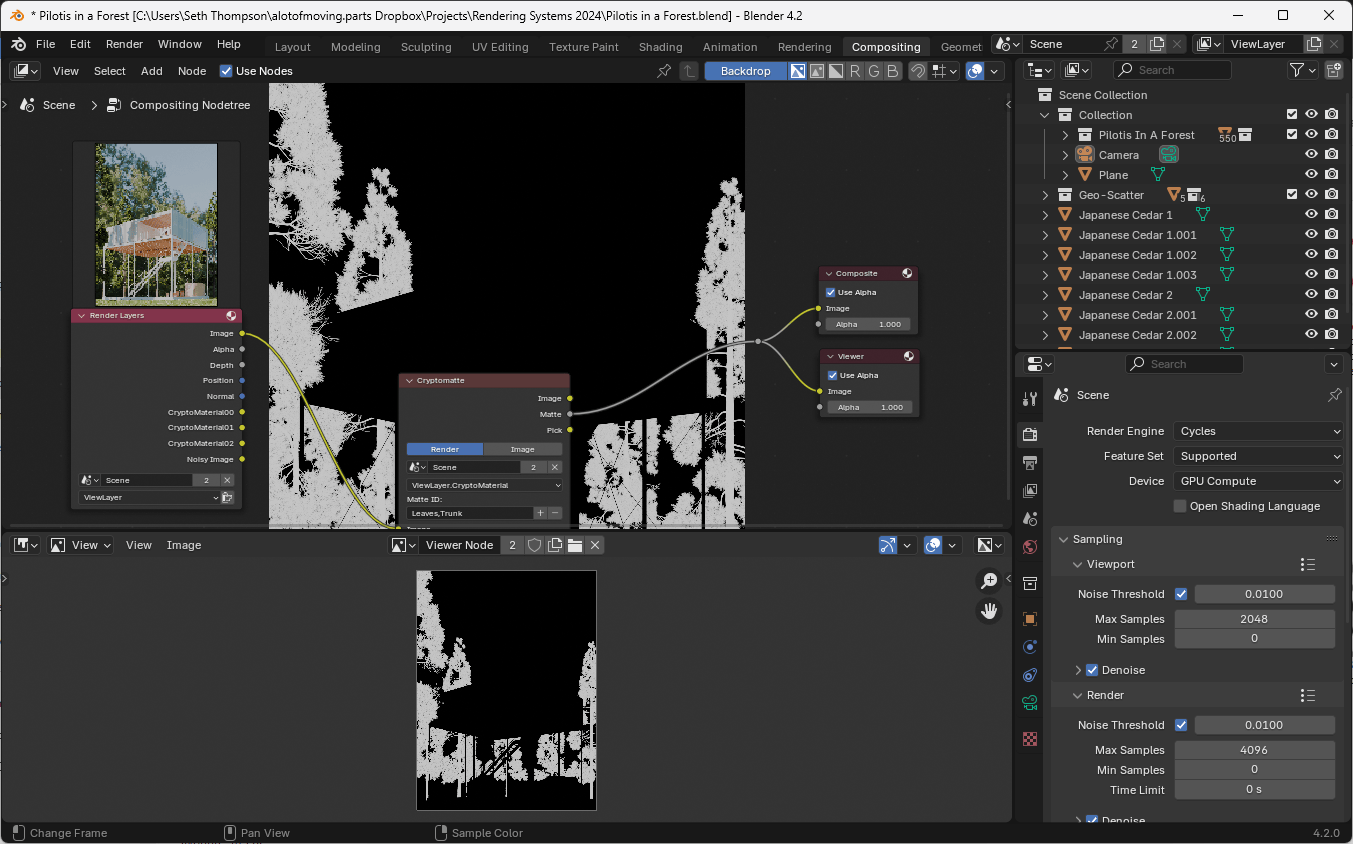 * Pilotis in a Forest [C:\Users\Seth Thompson\alotofmoving.parts Dropbox\Projects\Rendering Systems 2024\Pilotis in a Forest.blend] - Blender 4.2
File Edit Render Window Help Layout Modeling Sculpting UV Editing Texture Paint Shading Animation Rendering Compositing Geomet Scene 2 ViewLayer
View Select Add Node Use Nodes Backdrop R G B
Scene > Compositing Nodetree
Render Layers
Image
Alpha
Depth
Position
Normal
CryptoMaterial00
CryptoMaterial01
CryptoMaterial02
Noisy Image
Scene 2
ViewLayer
Cryptomatte
Image
Matte
Pick
Render Image
Scene 2
ViewLayer.CryptoMaterial
Matte ID:
Leaves,Trunk
Image
Composite
Use Alpha
Image
Alpha 1.000
Viewer
Use Alpha
Image
Alpha 1.000
View View Image Viewer Node 2
Search
Scene Collection
Collection
Pilotis In A Forest 550
Camera
Plane
Geo-Scatter 5 6
Japanese Cedar 1
Japanese Cedar 1.001
Japanese Cedar 1.002
Japanese Cedar 1.003
Japanese Cedar 2
Japanese Cedar 2.001
Japanese Cedar 2.002
Search
Scene
Render Engine Cycles
Feature Set Supported
Device GPU Compute
Open Shading Language
Sampling
Viewport
Noise Threshold 0.0100
Max Samples 2048
Min Samples 0
Denoise
Render
Noise Threshold 0.0100
Max Samples 4096
Min Samples 0
Time Limit 0 s
Denoise
Change Frame Pan View Sample Color 4.2.0